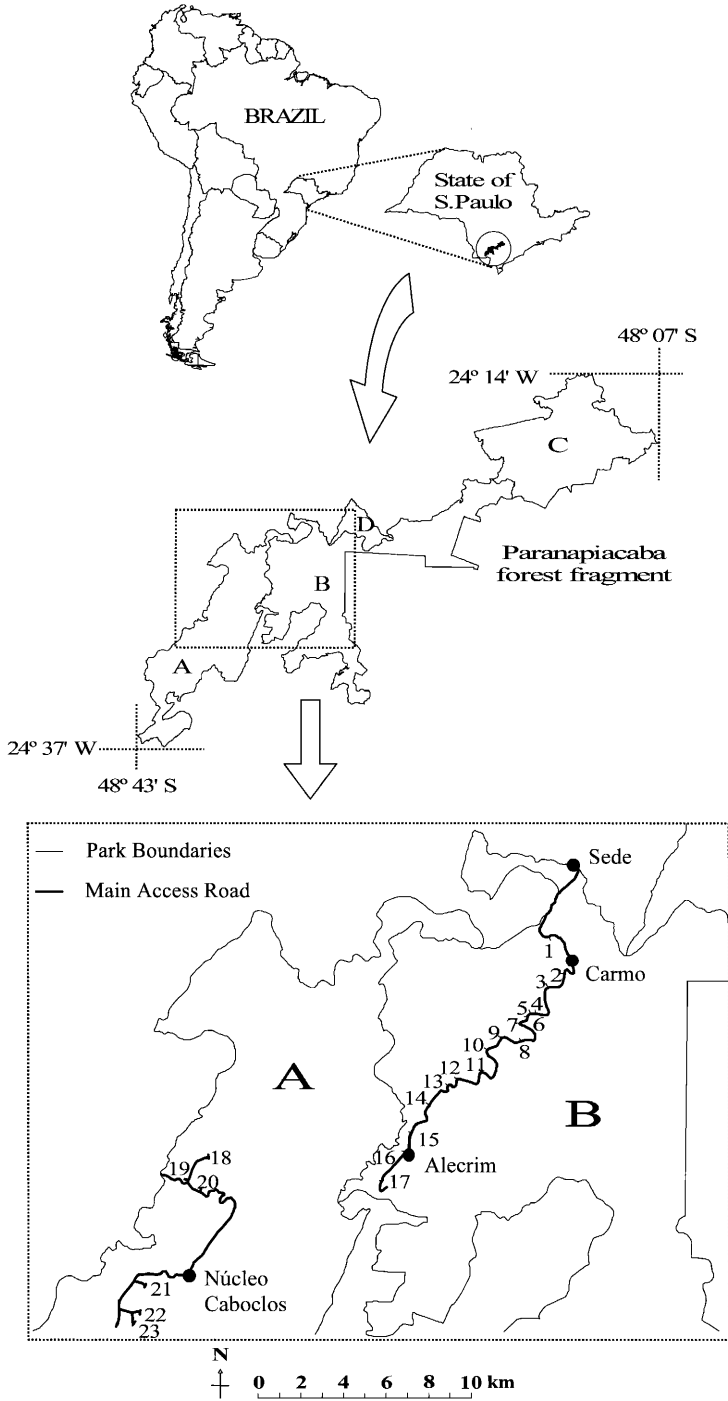 BRAZIL
State of
S.Paulo
48º 07' S
24º 14' W
C
D
Paranapiacaba
forest fragment
B
A
24º 37' W
48º 43' S
Park Boundaries
Main Access Road
Sede
1
Carmo
2
3
4
5
6
7
8
9
10
11
12
13
14
A
B
15
16
Alecrim
17
18
19
20
Núcleo
Caboclos
21
22
23
N
0 2 4 6 8 10 km